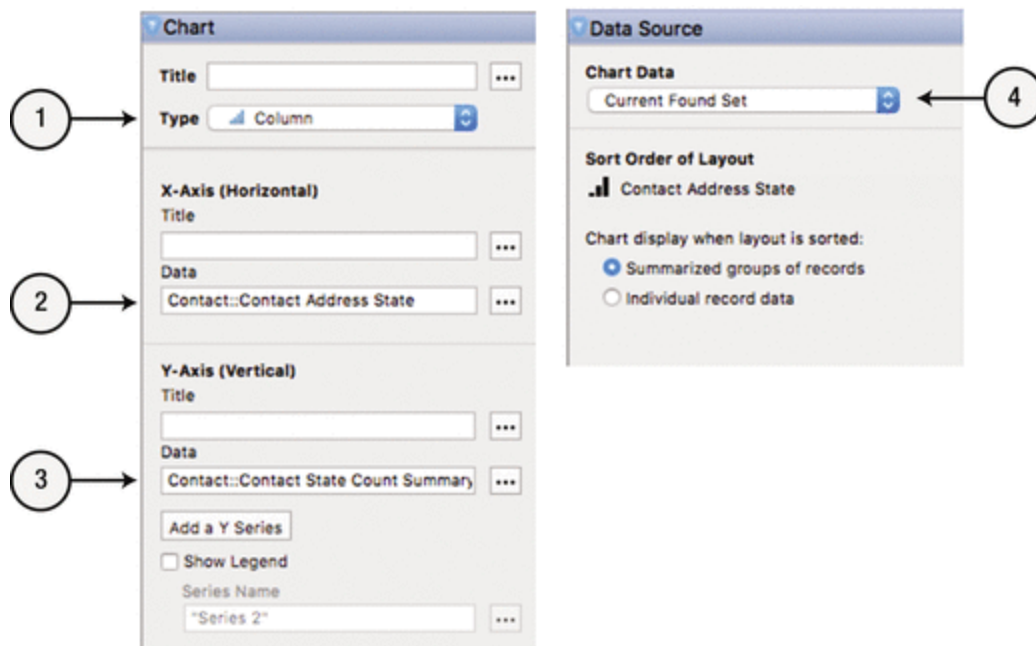 Chart
Title
...
1
Type Column
X-Axis (Horizontal)
Title
...
Data
2
Contact::Contact Address State ...
Y-Axis (Vertical)
Title
...
Data
3
Contact::Contact State Count Summary ...
Add a Y Series
Show Legend
Series Name
"Series 2" ...
Data Source
Chart Data
Current Found Set
4
Sort Order of Layout
Contact Address State
Chart display when layout is sorted:
Summarized groups of records
Individual record data